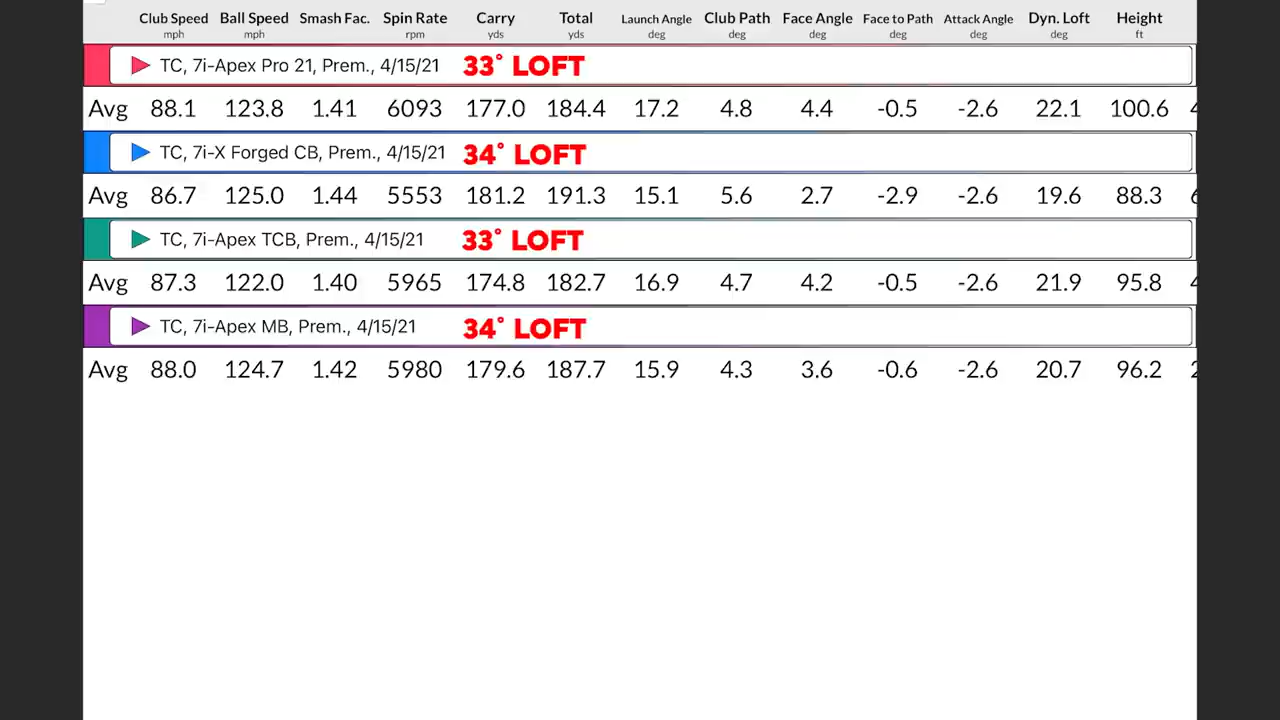 Club Speed Ball Speed Smash Fac. Spin Rate Carry Total Launch Angle Club Path Face Angle Face to Path Attack Angle Dyn. Loft Height
mph mph rpm yds yds deg deg deg deg deg deg ft
TC, 7i-Apex Pro 21, Prem., 4/15/21 33° LOFT
Avg 88.1 123.8 1.41 6093 177.0 184.4 17.2 4.8 4.4 -0.5 -2.6 22.1 100.6
TC, 7i-X Forged CB, Prem., 4/15/21 34° LOFT
Avg 86.7 125.0 1.44 5553 181.2 191.3 15.1 5.6 2.7 -2.9 -2.6 19.6 88.3
TC, 7i-Apex TCB, Prem., 4/15/21 33° LOFT
Avg 87.3 122.0 1.40 5965 174.8 182.7 16.9 4.7 4.2 -0.5 -2.6 21.9 95.8
TC, 7i-Apex MB, Prem., 4/15/21 34° LOFT
Avg 88.0 124.7 1.42 5980 179.6 187.7 15.9 4.3 3.6 -0.6 -2.6 20.7 96.2